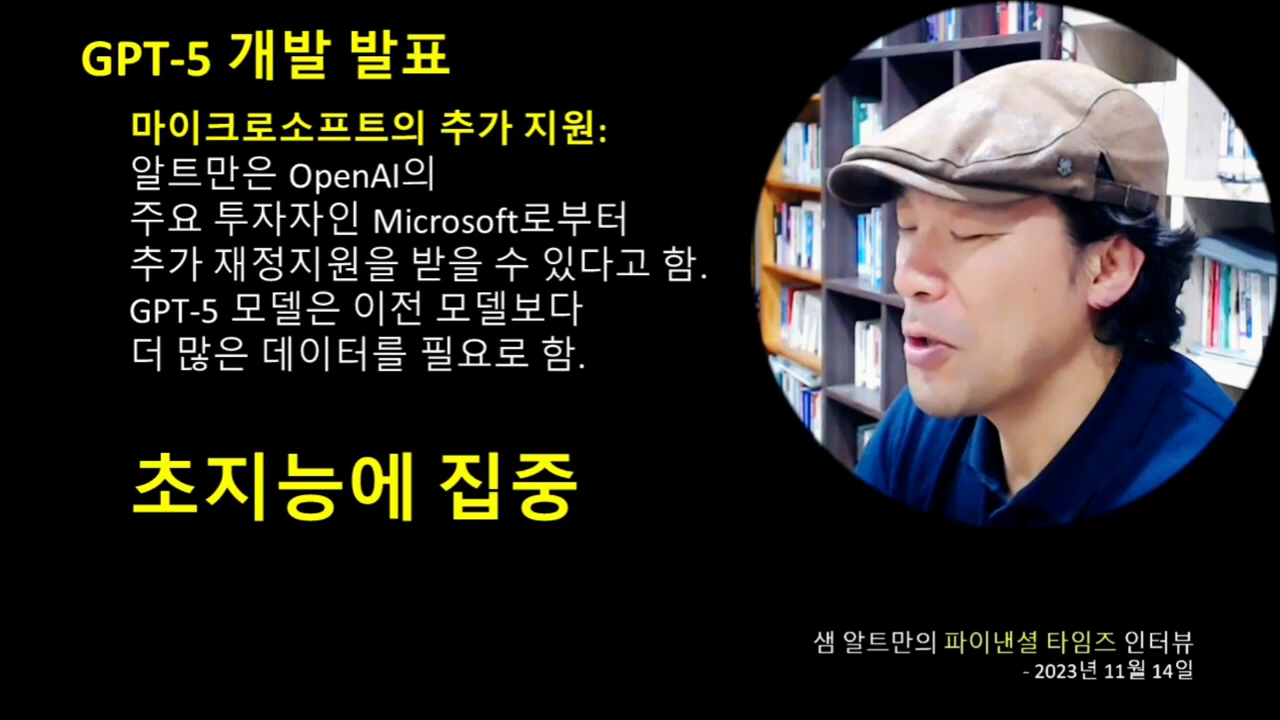 GPT-5 개발 발표
마이크로소프트의 추가 지원:
알트만은 OpenAI의
주요 투자자인 Microsoft로부터
추가 재정지원을 받을 수 있다고 함.
GPT-5 모델은 이전 모델보다
더 많은 데이터를 필요로 함.
초지능에 집중
샘 알트만의 파이낸셜 타임즈 인터뷰
- 2023년 11월 14일